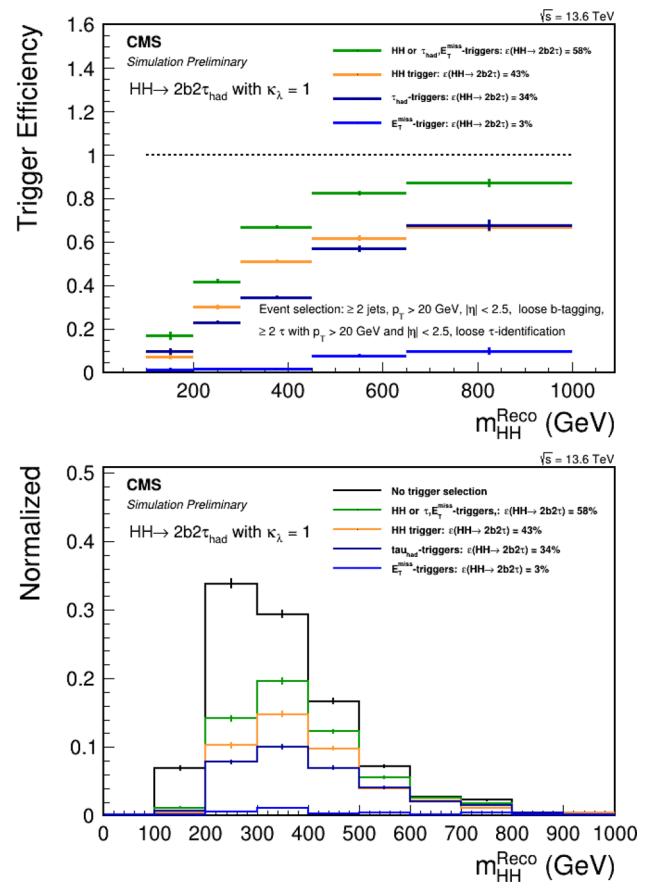 √s = 13.6 TeV
CMS
Simulation Preliminary
HH→ 2b2τhad with κλ = 1
HH or τhad,ETmiss-triggers: ε(HH→ 2b2τ) = 58%
HH trigger: ε(HH→ 2b2τ) = 43%
τhad-triggers: ε(HH→ 2b2τ) = 34%
ETmiss-trigger: ε(HH→ 2b2τ) = 3%
Trigger Efficiency
1.6
1.4
1.2
1
0.8
0.6
0.4
0.2
0
Event selection: ≥ 2 jets, pT > 20 GeV, |η| < 2.5, loose b-tagging,
≥ 2 τ with pT > 20 GeV and |η| < 2.5, loose τ-identification
200 400 600 800 1000
mHHReco (GeV)
√s = 13.6 TeV
CMS
Simulation Preliminary
HH→ 2b2τhad with κλ = 1
No trigger selection
HH or τ,ETmiss-triggers,: ε(HH→ 2b2τ) = 58%
HH trigger: ε(HH→ 2b2τ) = 43%
tauhad-triggers: ε(HH→ 2b2τ) = 34%
ETmiss-triggers: ε(HH→ 2b2τ) = 3%
Normalized
0.5
0.4
0.3
0.2
0.1
0
0 100 200 300 400 500 600 700 800 900 1000
mHHReco (GeV)